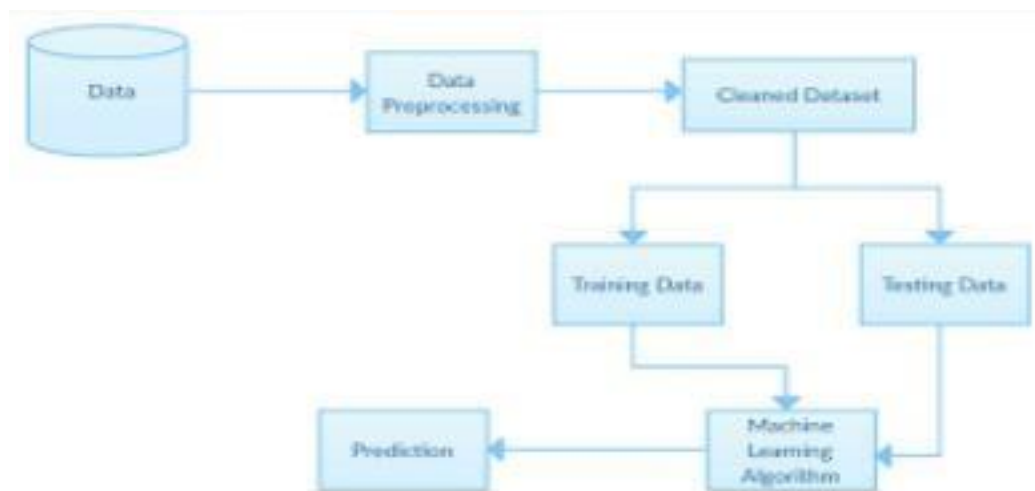 Data
Data
Preprocessing
Cleaned Dataset
Training Data
Testing Data
Machine
Learning
Algorithm
Prediction